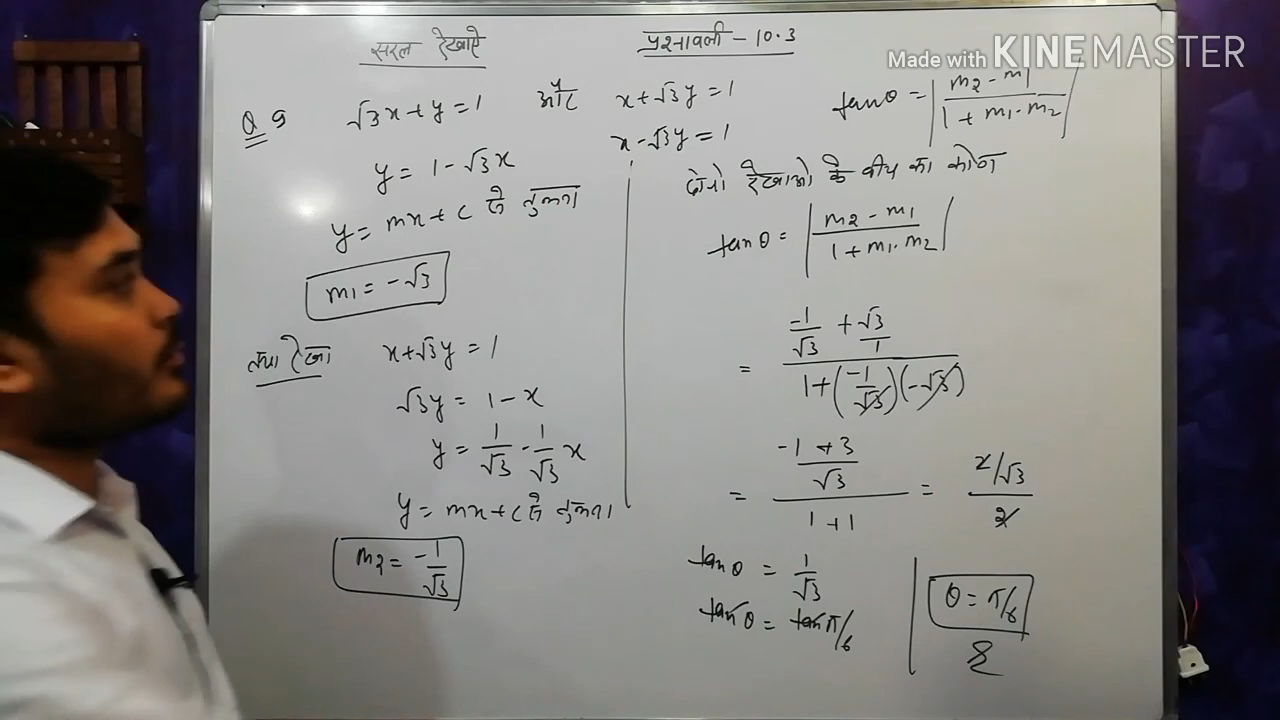 Made with KINEMASTER
सरल रेखाऐं
प्रश्नावली - 10.3
Q 9 √3x + y = 1 और x + √3y = 1
x - √3y = 1
y = 1 - √3x
y = mx + c से तुलना
m1 = -√3
तथा रेखा x + √3y = 1
√3y = 1 - x
y = 1/√3 - 1/√3 x
y = mx + c से तुलना
m2 = -1/√3
tanθ = |(m2 - m1)/(1 + m1.m2)|
दोनो रेखाओ के बीच का कोण
tanθ = |(m2 - m1)/(1 + m1.m2)|
= (-1/√3 + √3/1)/(1 + (-1/√3)(-√3))
= ((-1 + 3)/√3)/(1 + 1) = (2/√3)/2
tanθ = 1/√3
tanθ = tan π/6
θ = π/6